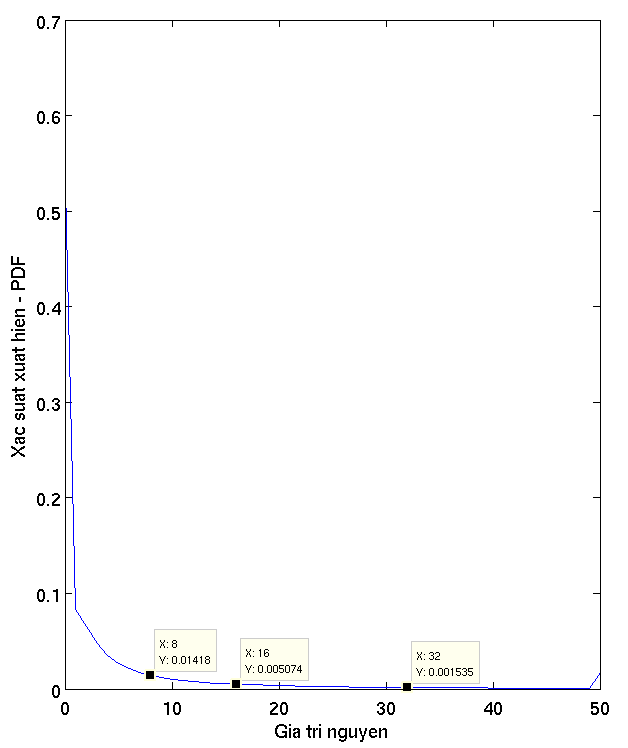 0.7
0.6
0.5
0.4
0.3
0.2
0.1
0
Xac suat xuat hien - PDF
X: 8
Y: 0.01418
X: 16
Y: 0.005074
X: 32
Y: 0.001535
0 10 20 30 40 50
Gia tri nguyen